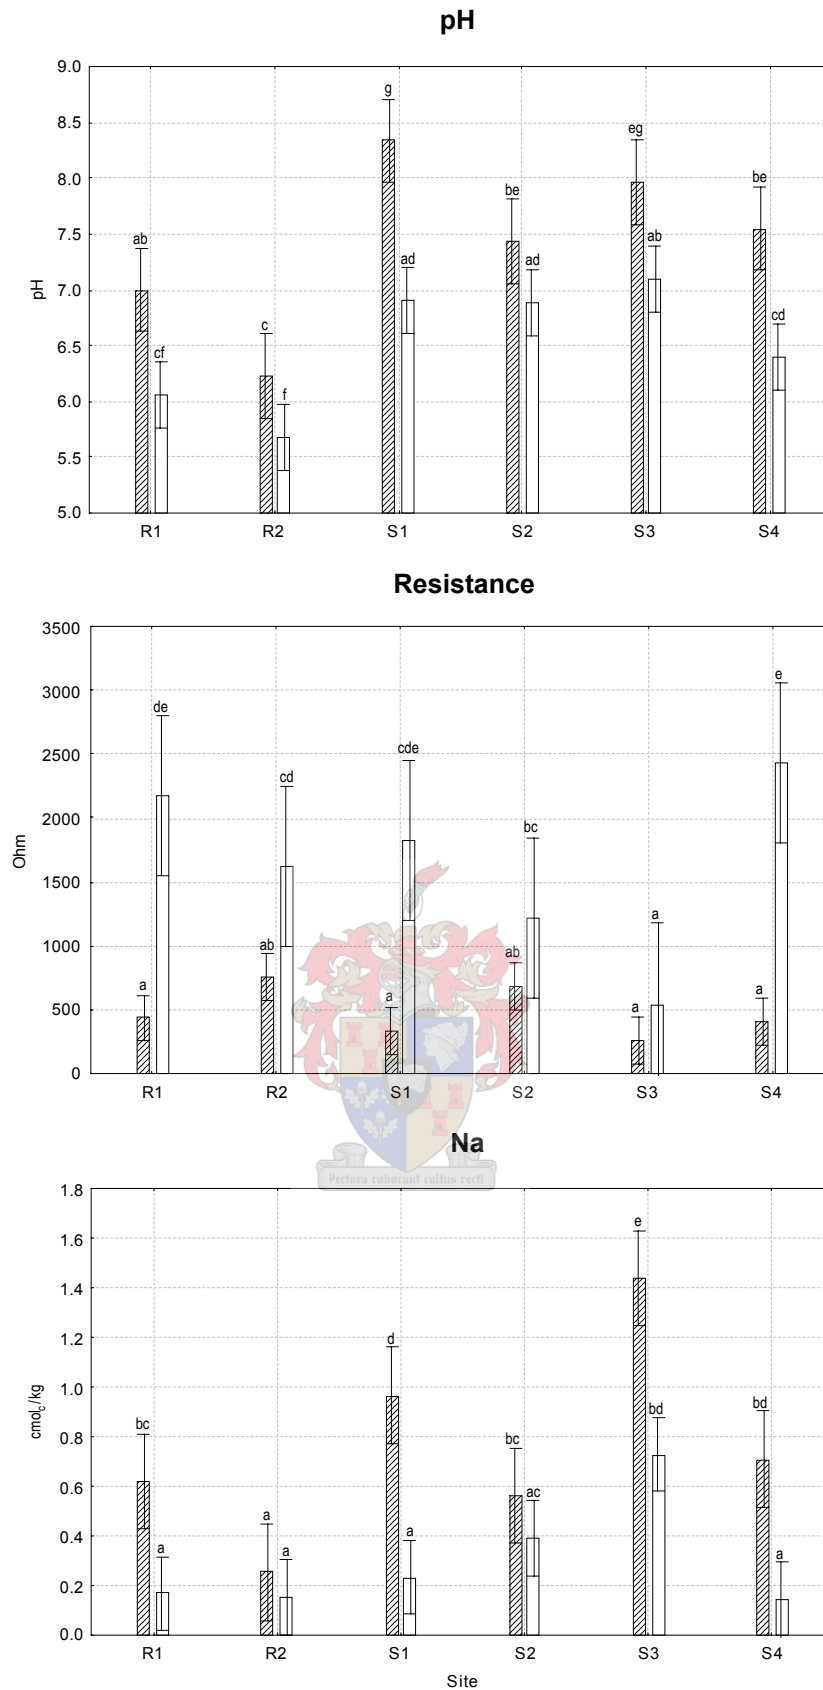 pH
9.0
8.5
8.0
7.5
7.0
6.5
6.0
5.5
5.0
pH
ab
cf
c
f
g
ad
be
ad
eg
ab
be
cd
R1 R2 S1 S2 S3 S4
Resistance
3500
3000
2500
2000
1500
1000
500
0
Ohm
a
de
ab
cd
a
cde
ab
bc
a
a
a
e
R1 R2 S1 S2 S3 S4
Na
Pectora roborant cultus recti
1.8
1.6
1.4
1.2
1.0
0.8
0.6
0.4
0.2
0.0
cmolc/kg
bc
a
a
a
d
a
bc
ac
e
bd
bd
a
R1 R2 S1 S2 S3 S4
Site